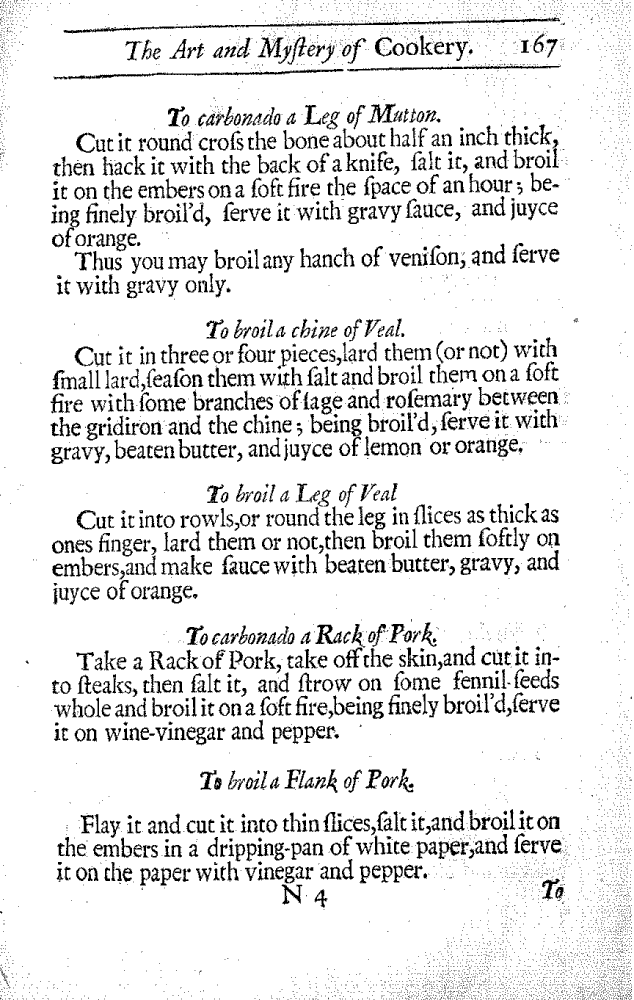 The Art and Myſtery of Cookery. 167
To carbonado a Leg of Mutton.
Cut it round croſs the bone about half an inch thick,
then hack it with the back of a knife, ſalt it, and broil
it on the embers on a ſoft fire the ſpace of an hour; be-
ing finely broil'd, ſerve it with gravy ſauce, and juyce
of orange.
Thus you may broil any hanch of veniſon, and ſerve
it with gravy only.
To broil a chine of Veal.
Cut it in three or four pieces, lard them (or not) with
ſmall lard, ſeaſon them with ſalt and broil them on a ſoft
fire with ſome branches of ſage and roſemary between
the gridiron and the chine; being broil'd, ſerve it with
gravy, beaten butter, and juyce of lemon or orange.
To broil a Leg of Veal
Cut it into rowls, or round the leg in ſlices as thick as
ones finger, lard them or not, then broil them ſoftly on
embers, and make ſauce with beaten butter, gravy, and
juyce of orange.
To carbonado a Rack of Pork.
Take a Rack of Pork, take off the skin, and cut it in-
to ſteaks, then ſalt it, and ſtrow on ſome fennil-ſeeds
whole and broil it on a ſoft fire, being finely broil'd, ſerve
it on wine-vinegar and pepper.
To broil a Flank of Pork.
Flay it and cut it into thin ſlices, ſalt it, and broil it on
the embers in a dripping-pan of white paper, and ſerve
it on the paper with vinegar and pepper.
N 4 To